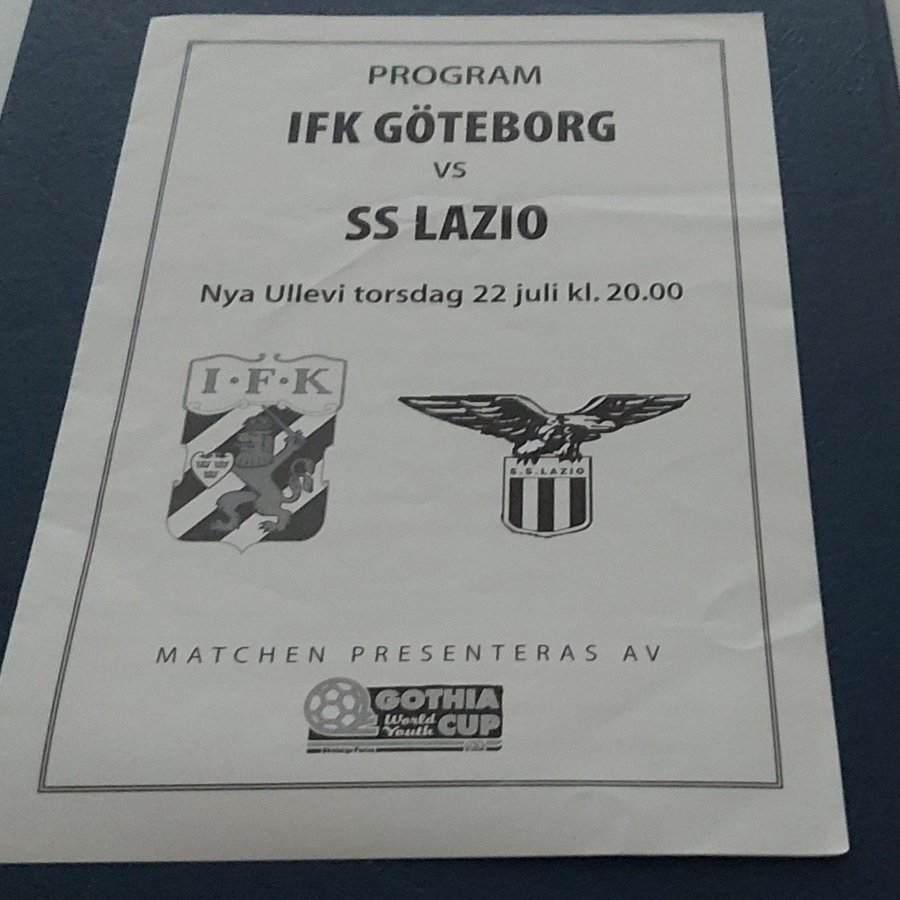 PROGRAM
IFK GÖTEBORG
VS
SS LAZIO
Nya Ullevi torsdag 22 juli kl. 20.00
I·F·K
S.S.LAZIO
MATCHEN PRESENTERAS AV
GOTHIA
World
Youth CUP